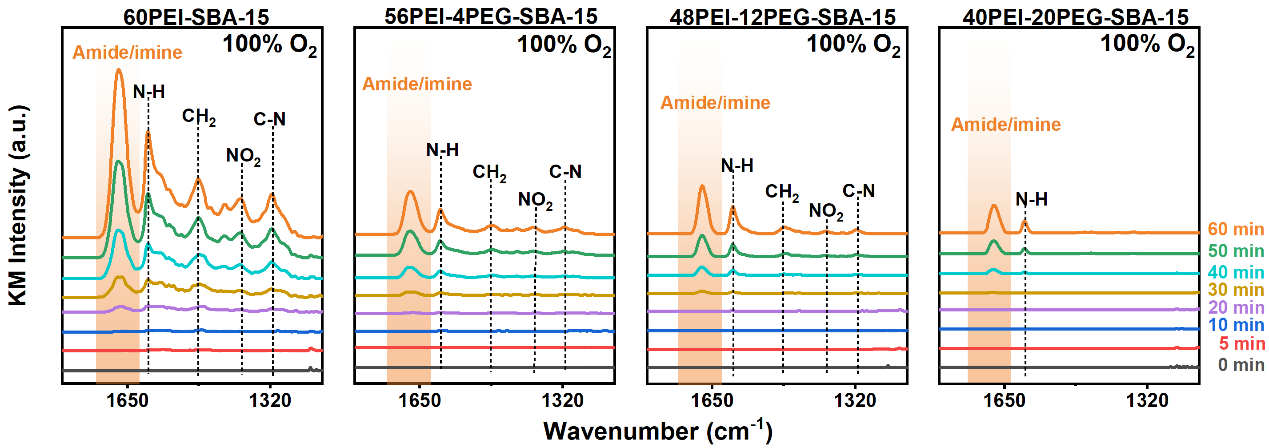 60PEI-SBA-15
56PEI-4PEG-SBA-15
48PEI-12PEG-SBA-15
40PEI-20PEG-SBA-15
KM Intensity (a.u.)
100% O2
Amide/imine
N-H
CH2
NO2
C-N
1650
1320
100% O2
Amide/imine
N-H
CH2
NO2
C-N
1650
1320
100% O2
Amide/imine
N-H
CH2
NO2
C-N
1650
1320
100% O2
Amide/imine
N-H
1650
1320
60 min
50 min
40 min
30 min
20 min
10 min
5 min
0 min
Wavenumber (cm-1)